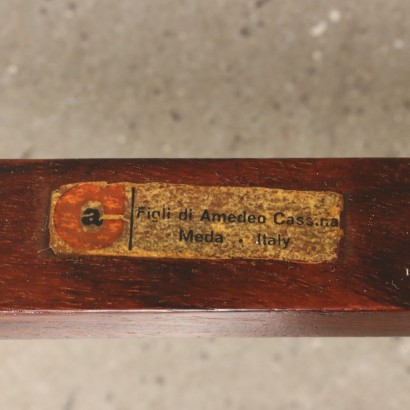 a Figli di Amedeo Cassina
Meda . Italy